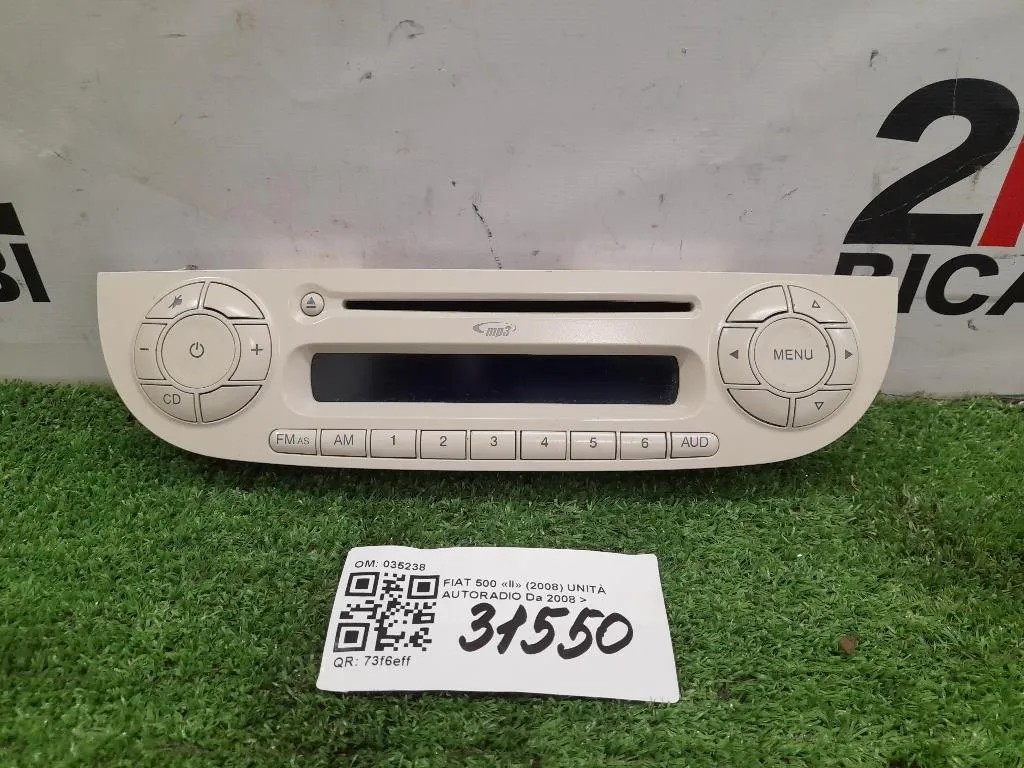 2
RICA
BI
mp3
−
+
CD
MENU
FM AS
AM
1
2
3
4
5
6
AUD
OM: 035238
FIAT 500 «II» (2008) UNITÀ
AUTORADIO Da 2008 >
31550
QR: 73f6eff